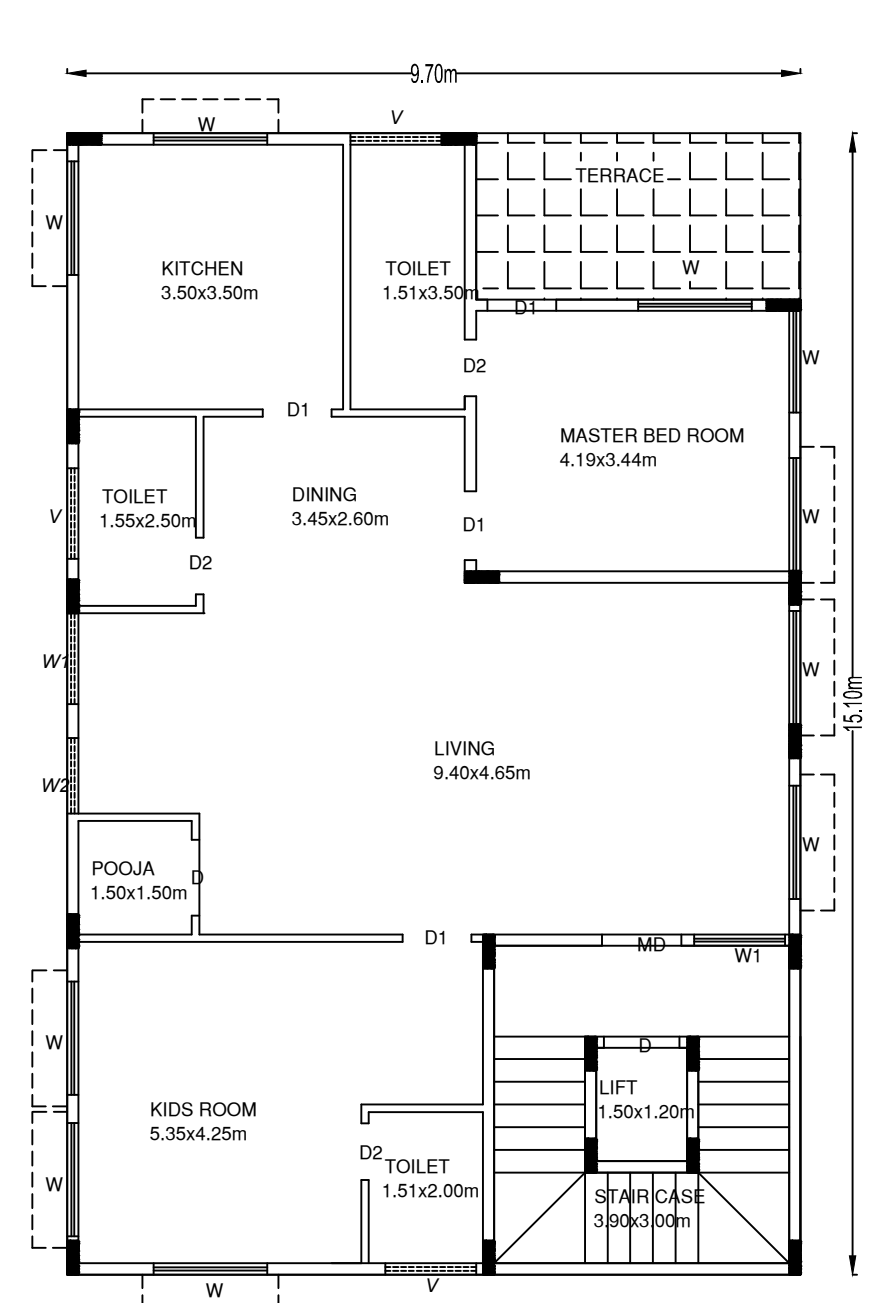 9.70m
W
V
TERRACE
W
KITCHEN
3.50x3.50m
TOILET
1.51x3.50m
W
D1
D2
W
D1
MASTER BED ROOM
4.19x3.44m
TOILET
1.55x2.50m
DINING
3.45x2.60m
V
D1
W
D2
W1
W
15.10m
LIVING
9.40x4.65m
W2
W
POOJA
1.50x1.50m
D
D1
MD
W1
W
D
LIFT
1.50x1.20m
KIDS ROOM
5.35x4.25m
D2
TOILET
1.51x2.00m
W
STAIR CASE
3.90x3.00m
W
V